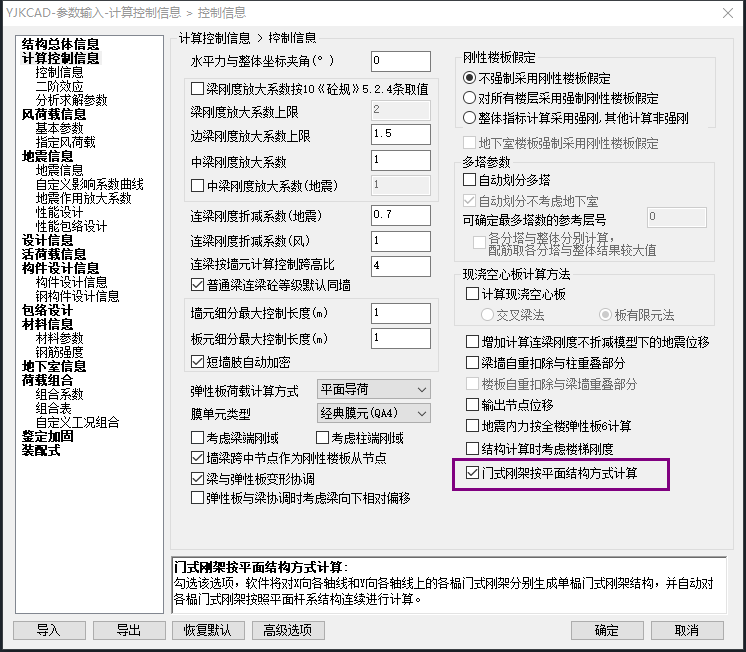 YJKCAD-参数输入-计算控制信息 > 控制信息
结构总体信息
计算控制信息
控制信息
二阶效应
分析求解参数
风荷载信息
基本参数
指定风荷载
地震信息
地震信息
自定义影响系数曲线
地震作用放大系数
性能设计
性能包络设计
设计信息
活荷载信息
构件设计信息
构件设计信息
钢构件设计信息
包络设计
材料信息
材料参数
钢筋强度
地下室信息
荷载组合
组合系数
组合表
自定义工况组合
鉴定加固
装配式
计算控制信息 > 控制信息
水平力与整体坐标夹角(°) 0
梁刚度放大系数按10《砼规》5.2.4条取值
梁刚度放大系数上限 2
边梁刚度放大系数上限 1.5
中梁刚度放大系数 1
中梁刚度放大系数(地震) 1
连梁刚度折减系数(地震) 0.7
连梁刚度折减系数(风) 1
连梁按墙元计算控制跨高比 4
普通梁连梁砼等级默认同墙
墙元细分最大控制长度(m) 1
板元细分最大控制长度(m) 1
短墙肢自动加密
弹性板荷载计算方式 平面导荷
膜单元类型 经典膜元(QA4)
考虑梁端刚域 考虑柱端刚域
墙梁跨中节点作为刚性楼板从节点
梁与弹性板变形协调
弹性板与梁协调时考虑梁向下相对偏移
刚性楼板假定
不强制采用刚性楼板假定
对所有楼层采用强制刚性楼板假定
整体指标计算采用强刚,其他计算非强刚
地下室楼板强制采用刚性楼板假定
多塔参数
自动划分多塔
自动划分不考虑地下室
可确定最多塔数的参考层号 0
各分塔与整体分别计算,
配筋取各分塔与整体结果较大值
现浇空心板计算方法
计算现浇空心板
交叉梁法 板有限元法
增加计算连梁刚度不折减模型下的地震位移
梁墙自重扣除与柱重叠部分
楼板自重扣除与梁墙重叠部分
输出节点位移
地震内力按全楼弹性板6计算
结构计算时考虑楼梯刚度
门式刚架按平面结构方式计算
门式刚架按平面结构方式计算:
勾选该选项，软件将对X向各轴线和Y向各轴线上的各榀门式刚架分别生成单榀门式刚架结构，并自动对
各榀门式刚架按照平面杆系结构连续进行计算。
导入 导出 恢复默认 高级选项 确定 取消